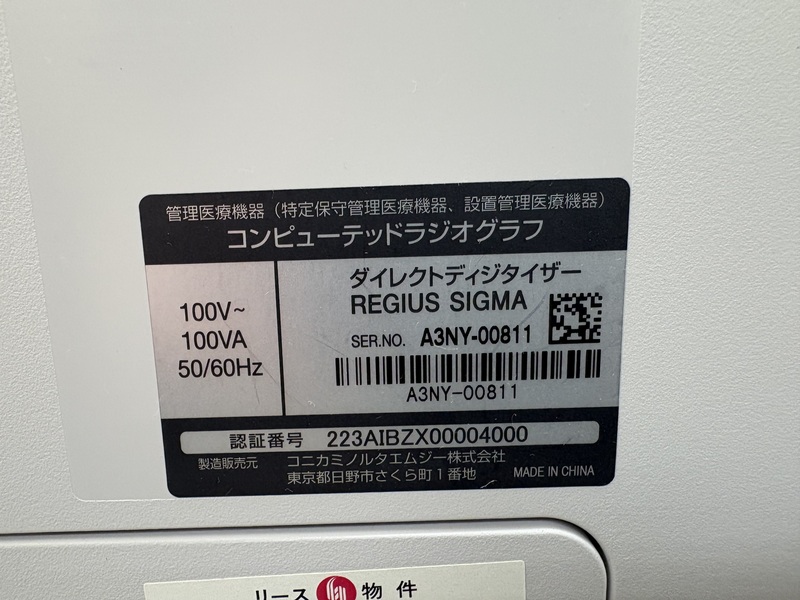 管理医療機器（特定保守管理医療機器、設置管理医療機器）
コンピューテッドラジオグラフ
100V~
100VA
50/60Hz
ダイレクトディジタイザー
REGIUS SIGMA
SER.NO. A3NY-00811
A3NY-00811
認証番号 223AIBZX00004000
製造販売元 コニカミノルタエムジー株式会社
東京都日野市さくら町1番地
MADE IN CHINA
リース 物件